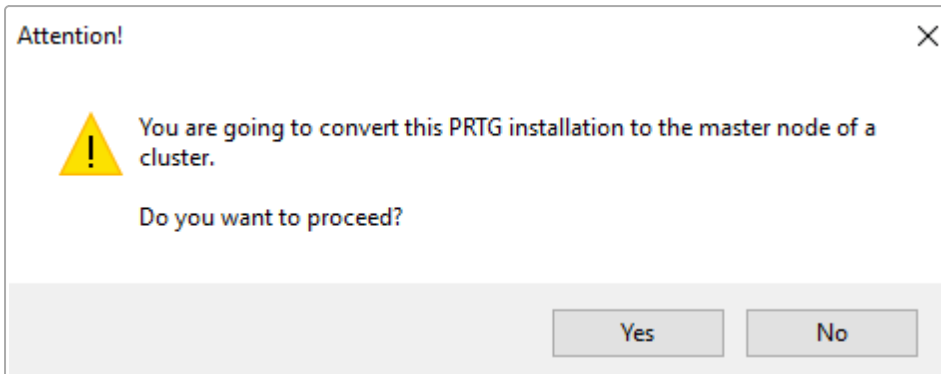 Attention!
You are going to convert this PRTG installation to the master node of a
cluster.
Do you want to proceed?
Yes
No